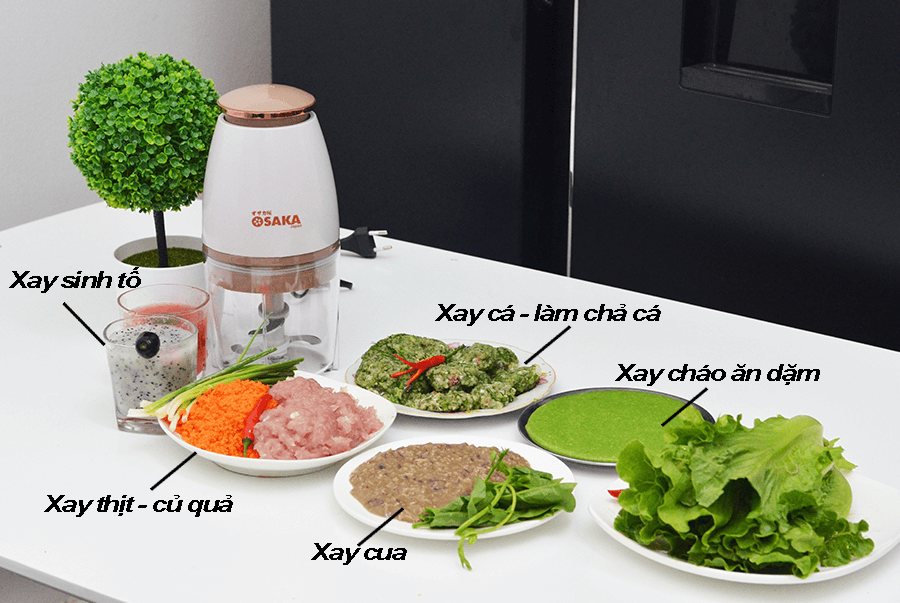 OSAKA
Xay sinh tố
Xay cá - làm chả cá
Xay cháo ăn dặm
Xay thịt - củ quả
Xay cua